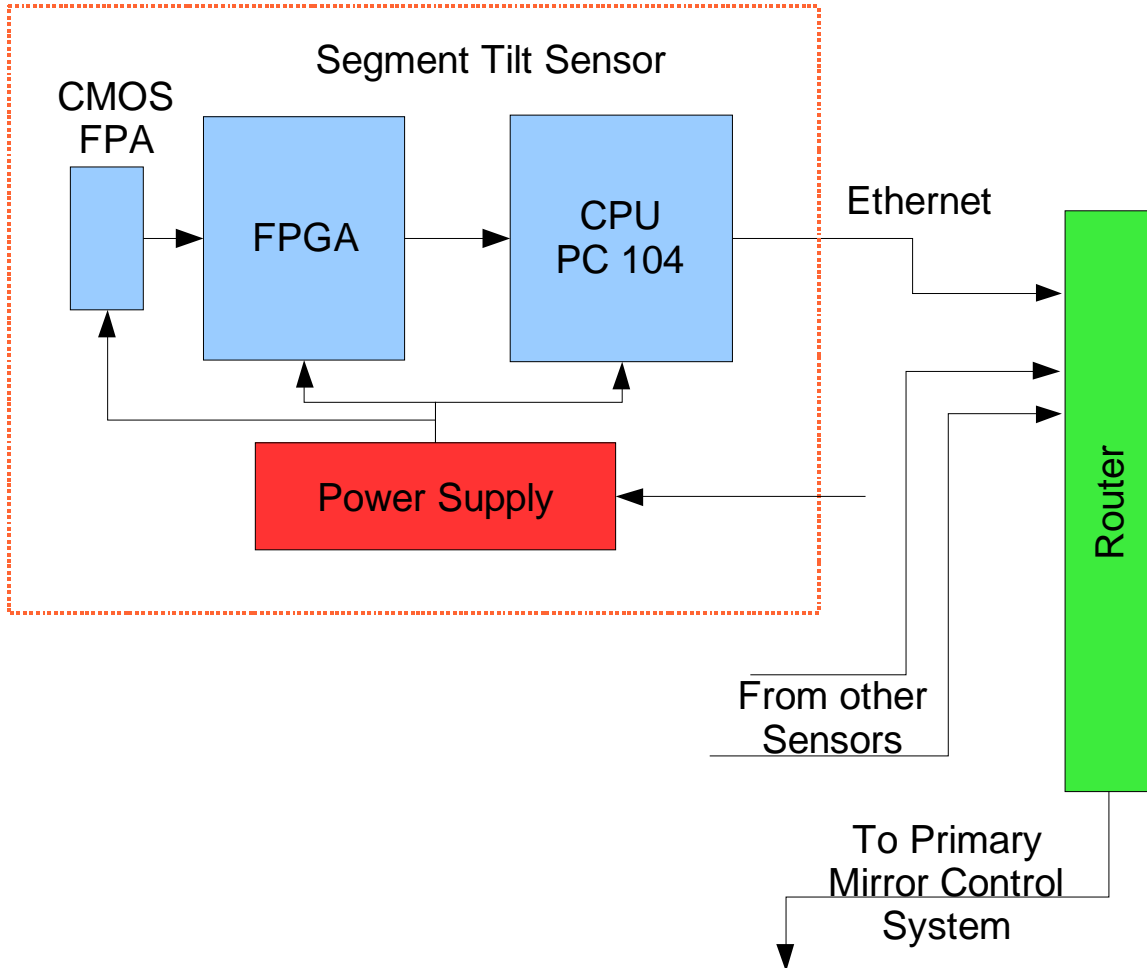 Segment Tilt Sensor
CMOS
FPA
FPGA
CPU
PC 104
Ethernet
Power Supply
Router
From other
Sensors
To Primary
Mirror Control
System